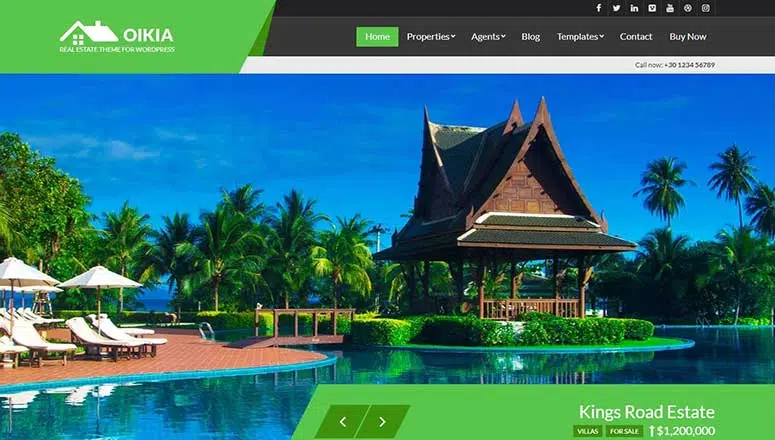 OIKIA
REAL ESTATE THEME FOR WORDPRESS
Home Properties Agents Blog Templates Contact Buy Now
Call now: +30 1234 56789
Kings Road Estate
VILLAS FOR SALE $1,200,000